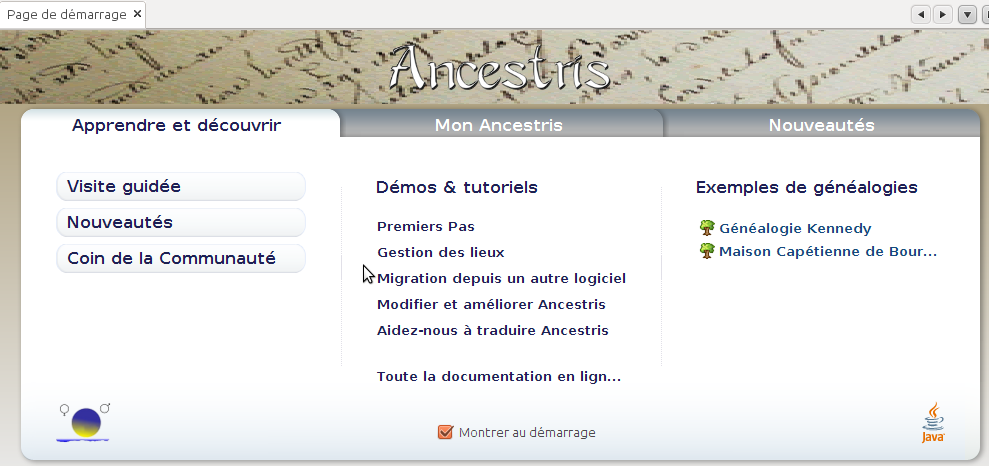 Page de démarrage
Ancestris
Apprendre et découvrir
Mon Ancestris
Nouveautés
Visite guidée
Nouveautés
Coin de la Communauté
Démos & tutoriels
Premiers Pas
Gestion des lieux
Migration depuis un autre logiciel
Modifier et améliorer Ancestris
Aidez-nous à traduire Ancestris
Toute la documentation en lign...
Exemples de généalogies
Généalogie Kennedy
Maison Capétienne de Bour...
Montrer au démarrage
Java